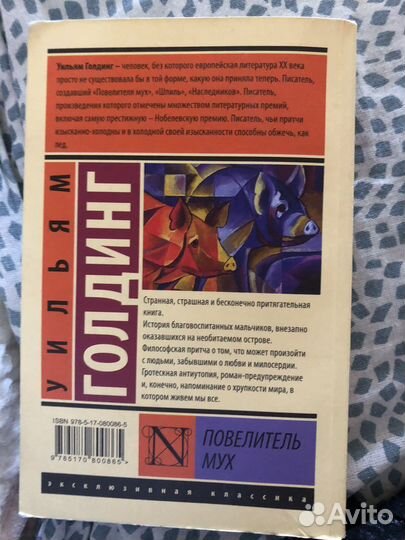 Уильям Голдинг – человек, без которого европейская литература XX века
просто не существовала бы в той форме, какую она приняла теперь. Писатель,
создавший «Повелителя мух», «Шпиль», «Наследников». Писатель,
произведения которого отмечены множеством литературных премий,
включая самую престижную – Нобелевскую премию. Писатель, чьи притчи
изысканно-холодны и в холодной своей изысканности способны обжечь, как
лед.
УИЛЬЯМ
ГОЛДИНГ
Странная, страшная и бесконечно притягательная
книга.
История благовоспитанных мальчиков, внезапно
оказавшихся на необитаемом острове.
Философская притча о том, что может произойти
с людьми, забывшими о любви и милосердии.
Гротескная антиутопия, роман-предупреждение
и, конечно, напоминание о хрупкости мира, в
котором живем мы все.
ISBN 978-5-17-080086-5
9 785170 800865 >
N
ПОВЕЛИТЕЛЬ
МУХ
эксклюзивная классика
Avito